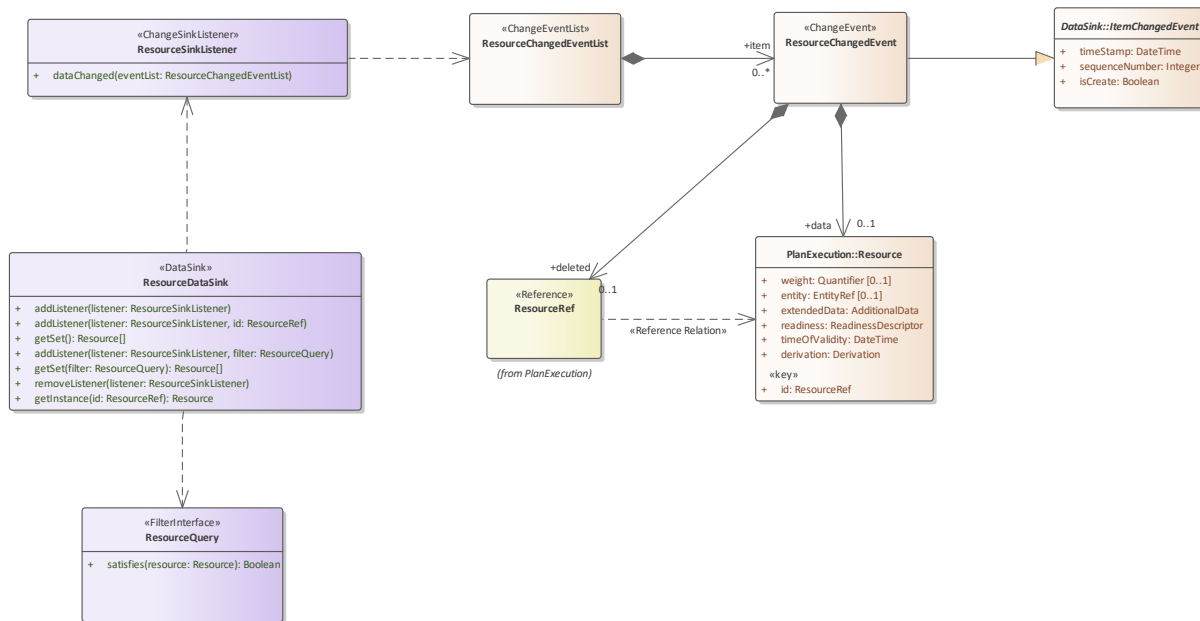 «ChangeSinkListener»
ResourceSinkListener
+ dataChanged(eventList: ResourceChangedEventList)
«ChangeEventList»
ResourceChangedEventList
+item
0..*
«ChangeEvent»
ResourceChangedEvent
DataSink::ItemChangedEvent
+ timeStamp: DateTime
+ sequenceNumber: Integer
+ isCreate: Boolean
«DataSink»
ResourceDataSink
+ addListener(listener: ResourceSinkListener)
+ addListener(listener: ResourceSinkListener, id: ResourceRef)
+ getSet(): Resource[]
+ addListener(listener: ResourceSinkListener, filter: ResourceQuery)
+ getSet(filter: ResourceQuery): Resource[]
+ removeListener(listener: ResourceSinkListener)
+ getInstance(id: ResourceRef): Resource
+deleted
0..1
«Reference»
ResourceRef
(from PlanExecution)
«Reference Relation»
+data
0..1
PlanExecution::Resource
+ weight: Quantifier [0..1]
+ entity: EntityRef [0..1]
+ extendedData: AdditionalData
+ readiness: ReadinessDescriptor
+ timeOfValidity: DateTime
+ derivation: Derivation
«key»
+ id: ResourceRef
«FilterInterface»
ResourceQuery
+ satisfies(resource: Resource): Boolean